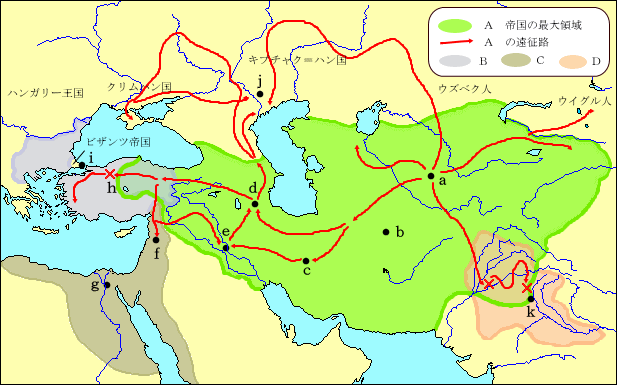 A 帝国の最大領域
A の遠征路
B C D
ハンガリー王国
クリム=ハン国
キプチャク=ハン国
ウズベク人
ウイグル人
ビザンツ帝国
j
i
h
a
d
b
e
f
c
g
k